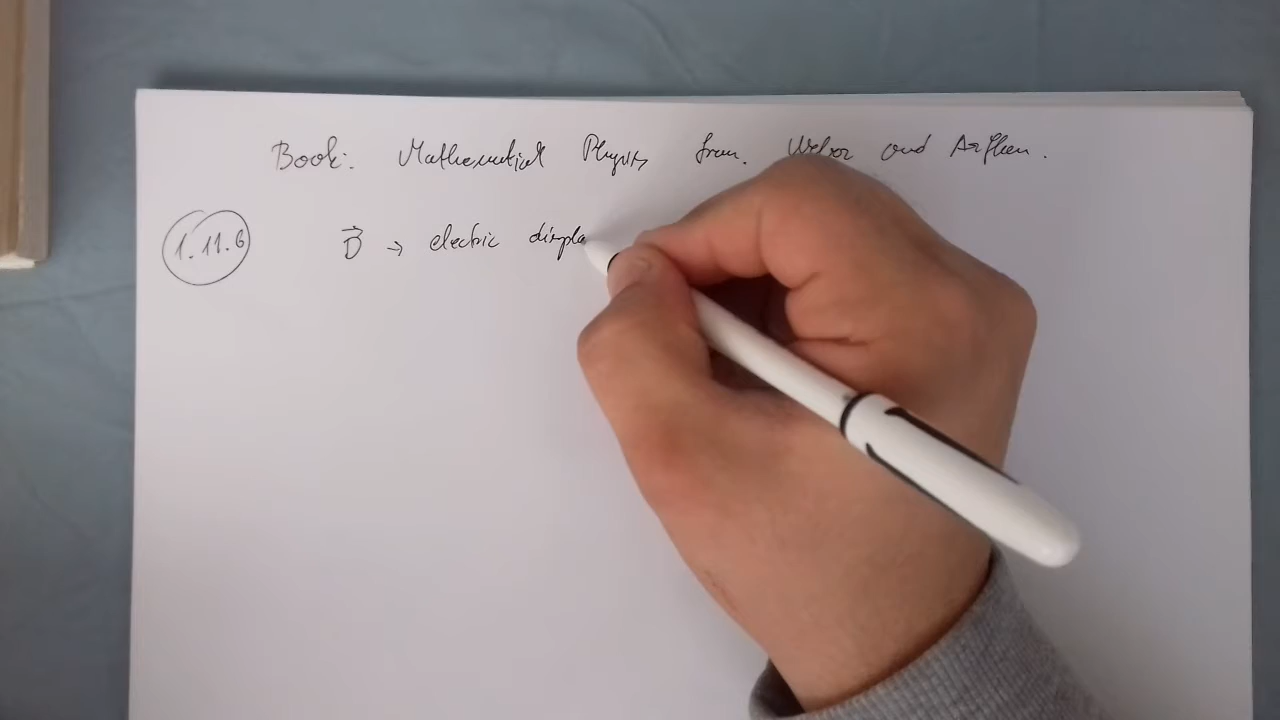 Book: Mathematical Physics from. Weber and Arfken.
1.11.6 D⃗ → electric displa